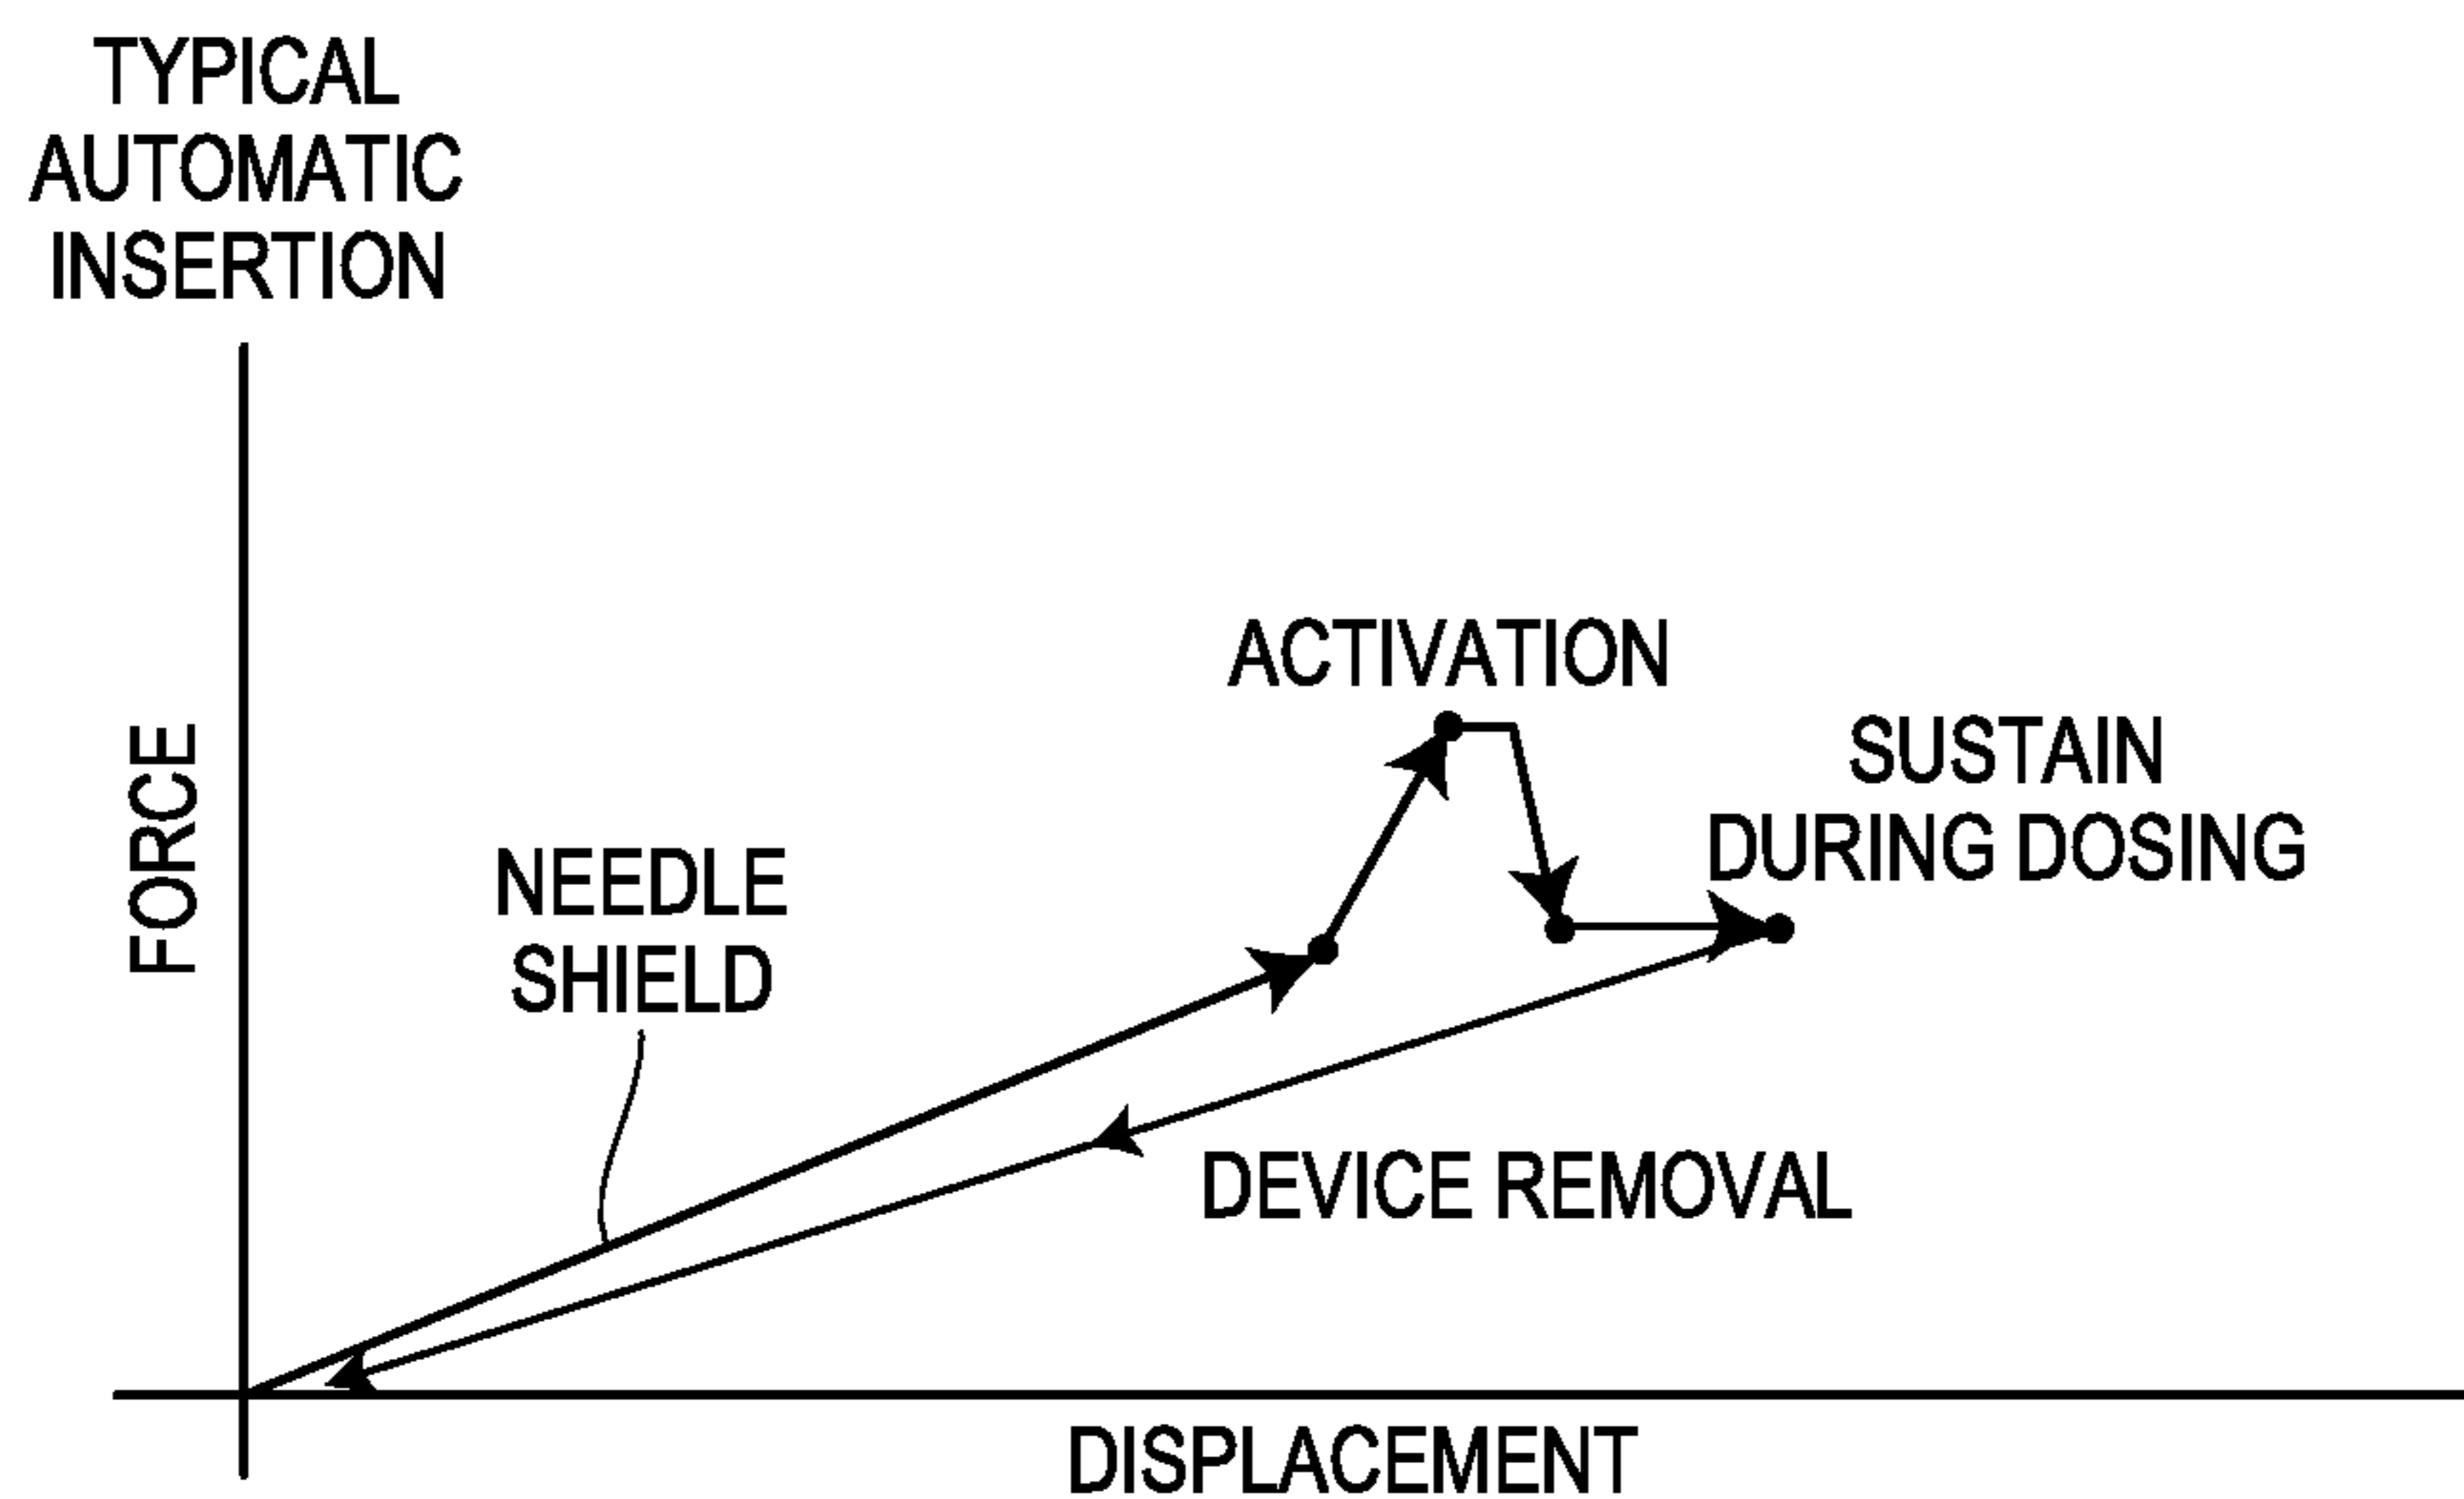 TYPICAL
AUTOMATIC
INSERTION
ACTIVATION
SUSTAIN
DURING DOSING
FORCE
NEEDLE
SHIELD
DEVICE REMOVAL
DISPLACEMENT